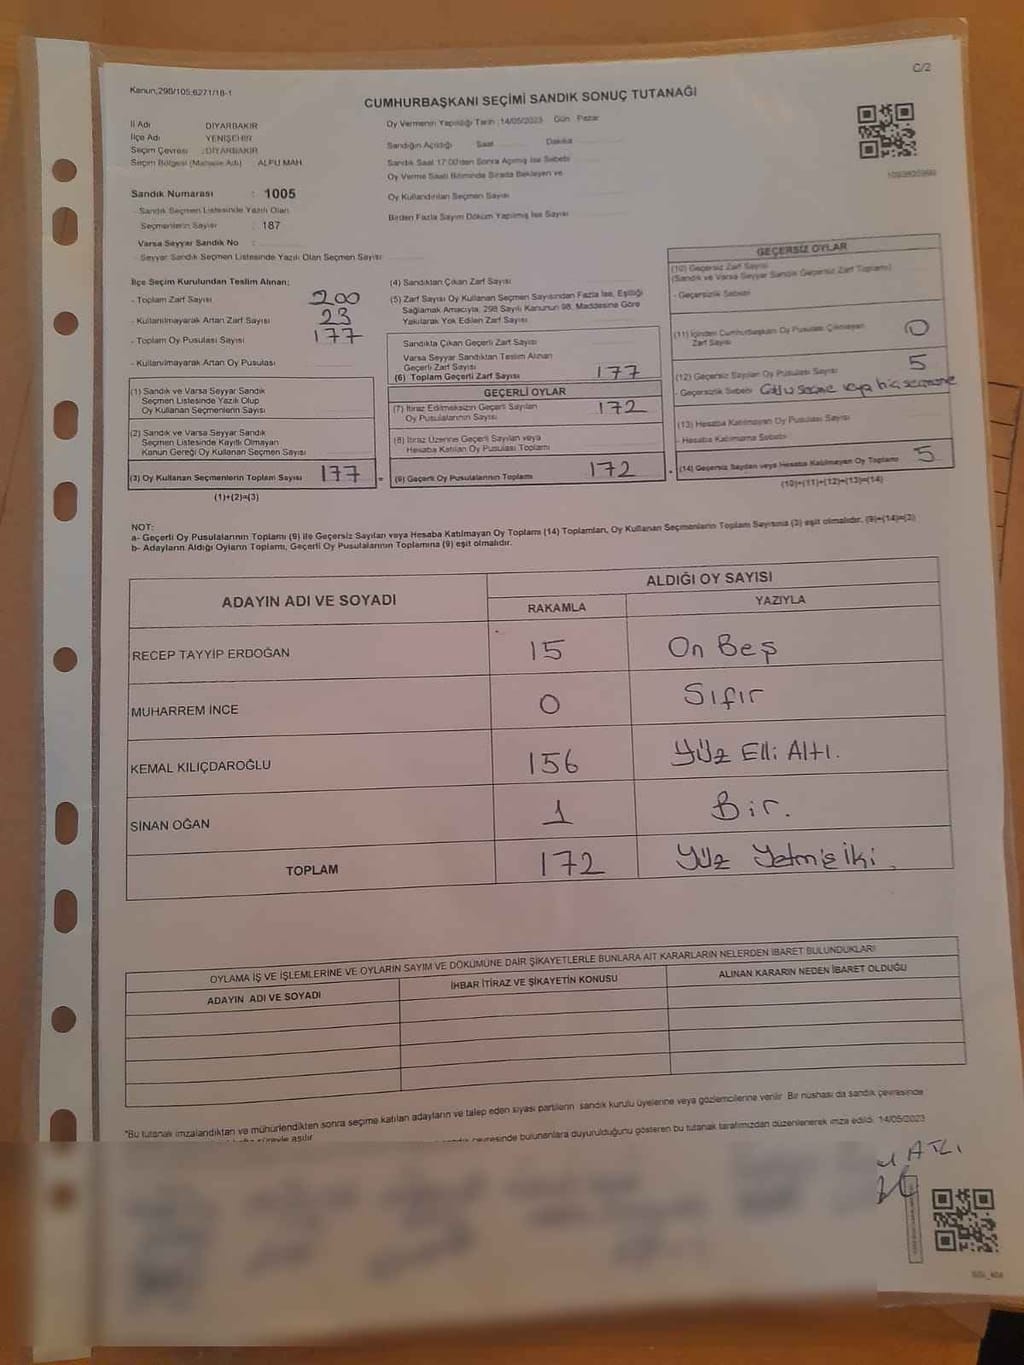 C/2
Kanun;298/105;6271/18-1
CUMHURBAŞKANI SEÇİMİ SANDIK SONUÇ TUTANAĞI
İl Adı DİYARBAKIR
İlçe Adı YENİŞEHİR
Seçim Çevresi : DİYARBAKIR
Seçim Bölgesi (Mahalle Adı) ALPU MAH.
Sandık Numarası : 1005
- Sandık Seçmen Listesinde Yazılı Olan
Seçmenlerin Sayısı : 187
Varsa Seyyar Sandık No :
- Seyyar Sandık Seçmen Listesinde Yazılı Olan Seçmen Sayısı
Oy Vermenin Yapıldığı Tarih :14/05/2023 Gün Pazar
Sandığın Açıldığı Saat Dakika
Sandık Saat 17:00'den Sonra Açılmış İse Sebebi
Oy Verme Saati Bitiminde Sırada Bekleyen ve
Oy Kullandırılan Seçmen Sayısı
Birden Fazla Sayım Döküm Yapılmış İse Sayısı
İlçe Seçim Kurulundan Teslim Alınan;
- Toplam Zarf Sayısı 200
- Kullanılmayarak Artan Zarf Sayısı 23
- Toplam Oy Pusulası Sayısı 177
- Kullanılmayarak Artan Oy Pusulası
(1) Sandık ve Varsa Seyyar Sandık
Seçmen Listesinde Yazılı Olup
Oy Kullanan Seçmenlerin Sayısı
(2) Sandık ve Varsa Seyyar Sandık
Seçmen Listesinde Kayıtlı Olmayan
Kanun Gereği Oy Kullanan Seçmen Sayısı
(3) Oy Kullanan Seçmenlerin Toplam Sayısı 177
(1)+(2)=(3)
(4) Sandıktan Çıkan Zarf Sayısı
(5) Zarf Sayısı Oy Kullanan Seçmen Sayısından Fazla İse, Eşitliği
Sağlamak Amacıyla; 298 Sayılı Kanunun 98. Maddesine Göre
Yakılarak Yok Edilen Zarf Sayısı
Sandıkta Çıkan Geçerli Zarf Sayısı
Varsa Seyyar Sandıktan Teslim Alınan
Geçerli Zarf Sayısı
(6) Toplam Geçerli Zarf Sayısı 177
GEÇERLİ OYLAR
(7) İtiraz Edilmeksizin Geçerli Sayılan
Oy Pusulalarının Sayısı 172
(8) İtiraz Üzerine Geçerli Sayılan veya
Hesaba Katılan Oy Pusulası Toplamı
(9) Geçerli Oy Pusulalarının Toplamı 172
GEÇERSİZ OYLAR
(10) Geçersiz Zarf Sayısı
(Sandık ve Varsa Seyyar Sandık Geçersiz Zarf Toplamı)
- Geçersizlik Sebebi
(11) İçinden Cumhurbaşkanı Oy Pusulası Çıkmayan
Zarf Sayısı 0
(12) Geçersiz Sayılan Oy Pusulası Sayısı 5
- Geçersizlik Sebebi veya hiç seçmeme
(13) Hesaba Katılmayan Oy Pusulası Sayısı
- Hesaba Katılmama Sebebi
(14) Geçersiz Sayılan veya Hesaba Katılmayan Oy Toplamı 5
(10)+(11)+(12)+(13)=(14)
NOT:
a- Geçerli Oy Pusulalarının Toplamı (9) ile Geçersiz Sayılan veya Hesaba Katılmayan Oy Toplamı (14) Toplamları, Oy Kullanan Seçmenlerin Toplam Sayısına (3) eşit olmalıdır. (9)+(14)=(3)
b- Adayların Aldığı Oyların Toplamı, Geçerli Oy Pusulalarının Toplamına (9) eşit olmalıdır.
ADAYIN ADI VE SOYADI
ALDIĞI OY SAYISI
RAKAMLA YAZIYLA
RECEP TAYYİP ERDOĞAN 15 On Beş
MUHARREM İNCE 0 Sıfır
KEMAL KILIÇDAROĞLU 156 Yüz Elli Altı.
SİNAN OĞAN 1 Bir.
TOPLAM 172 Yüz Yetmiş İki.
OYLAMA İŞ VE İŞLEMLERİNE VE OYLARIN SAYIM VE DÖKÜMÜNE DAİR ŞİKAYETLERLE BUNLARA AİT KARARLARIN NELERDEN İBARET BULUNDUKLARI
ADAYIN ADI VE SOYADI İHBAR İTİRAZ VE ŞİKAYETİN KONUSU ALINAN KARARIN NEDEN İBARET OLDUĞU
*Bu tutanak imzalandıktan ve mühürlendikten sonra seçime katılan adayların ve talep eden siyasi partilerin sandık kurulu üyelerine veya gözlemcilerine verilir. Bir nüshası da sandık çevresinde
süreyle asılır.
çevresinde bulunanlara duyurulduğunu gösteren bu tutanak tarafımızdan düzenlenerek imza edildi. 14/05/2023